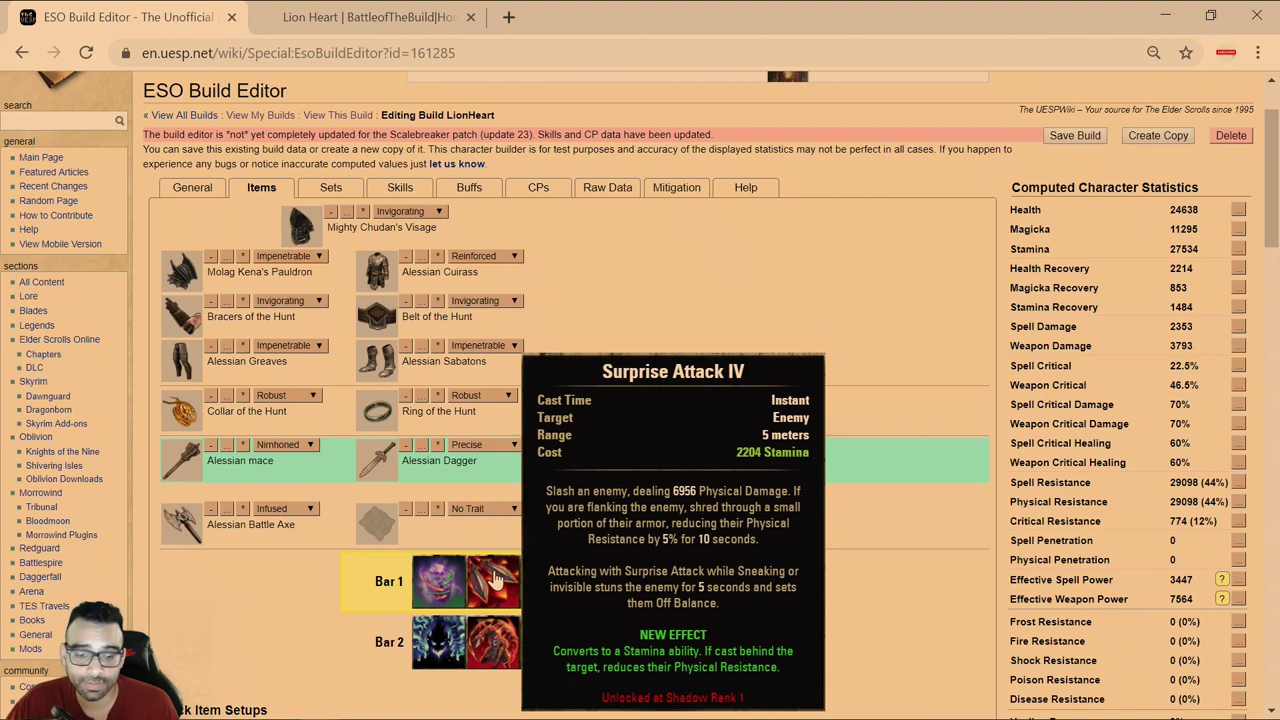 ESO Build Editor - The Unofficial
Lion Heart | BattleofTheBuild|Hor
en.uesp.net/wiki/Special:EsoBuildEditor?id=161285
ESO Build Editor
« View All Builds : View My Builds : View This Build : Editing Build LionHeart
The UESPWiki – Your source for The Elder Scrolls since 1995
The build editor is *not* yet completely updated for the Scalebreaker patch (update 23). Skills and CP data have been updated.
You can save this existing build data or create a new copy of it. This character builder is for test purposes and accuracy of the displayed statistics may not be perfect in all cases. If you happen to
experience any bugs or notice inaccurate computed values just let us know.
Save Build
Create Copy
Delete
search
general
Main Page
Featured Articles
Recent Changes
Random Page
How to Contribute
Help
View Mobile Version
sections
All Content
Lore
Blades
Legends
Elder Scrolls Online
Chapters
DLC
Skyrim
Dawnguard
Dragonborn
Skyrim Add-ons
Oblivion
Knights of the Nine
Shivering Isles
Oblivion Downloads
Morrowind
Tribunal
Bloodmoon
Morrowind Plugins
Redguard
Battlespire
Daggerfall
Arena
TES Travels
Books
General
Mods
community
General
Items
Sets
Skills
Buffs
CPs
Raw Data
Mitigation
Help
- ... * Invigorating
Mighty Chudan's Visage
- ... * Impenetrable
Molag Kena's Pauldron
- ... * Reinforced
Alessian Cuirass
- ... * Invigorating
Bracers of the Hunt
- ... * Invigorating
Belt of the Hunt
- ... * Impenetrable
Alessian Greaves
- ... * Impenetrable
Alessian Sabatons
- ... * Robust
Collar of the Hunt
- ... * Robust
Ring of the Hunt
- ... * Nirnhoned
Alessian mace
- ... * Precise
Alessian Dagger
- ... * Infused
Alessian Battle Axe
- ... * No Trait
Bar 1
Bar 2
ck Item Setups
Surprise Attack IV
Cast Time Instant
Target Enemy
Range 5 meters
Cost 2204 Stamina
Slash an enemy, dealing 6956 Physical Damage. If
you are flanking the enemy, shred through a small
portion of their armor, reducing their Physical
Resistance by 5% for 10 seconds.
Attacking with Surprise Attack while Sneaking or
invisible stuns the enemy for 5 seconds and sets
them Off Balance.
NEW EFFECT
Converts to a Stamina ability. If cast behind the
target, reduces their Physical Resistance.
Unlocked at Shadow Rank 1
Computed Character Statistics
Health 24638 ...
Magicka 11295 ...
Stamina 27534 ...
Health Recovery 2214 ...
Magicka Recovery 853 ...
Stamina Recovery 1484 ...
Spell Damage 2353 ...
Weapon Damage 3793 ...
Spell Critical 22.5% ...
Weapon Critical 46.5% ...
Spell Critical Damage 70% ...
Weapon Critical Damage 70% ...
Spell Critical Healing 60% ...
Weapon Critical Healing 60% ...
Spell Resistance 29098 (44%) ...
Physical Resistance 29098 (44%) ...
Critical Resistance 774 (12%) ...
Spell Penetration 0 ...
Physical Penetration 0 ...
Effective Spell Power 3447 ? ...
Effective Weapon Power 7564 ? ...
Frost Resistance 0 (0%) ...
Fire Resistance 0 (0%) ...
Shock Resistance 0 (0%) ...
Poison Resistance 0 (0%) ...
Disease Resistance 0 (0%) ...